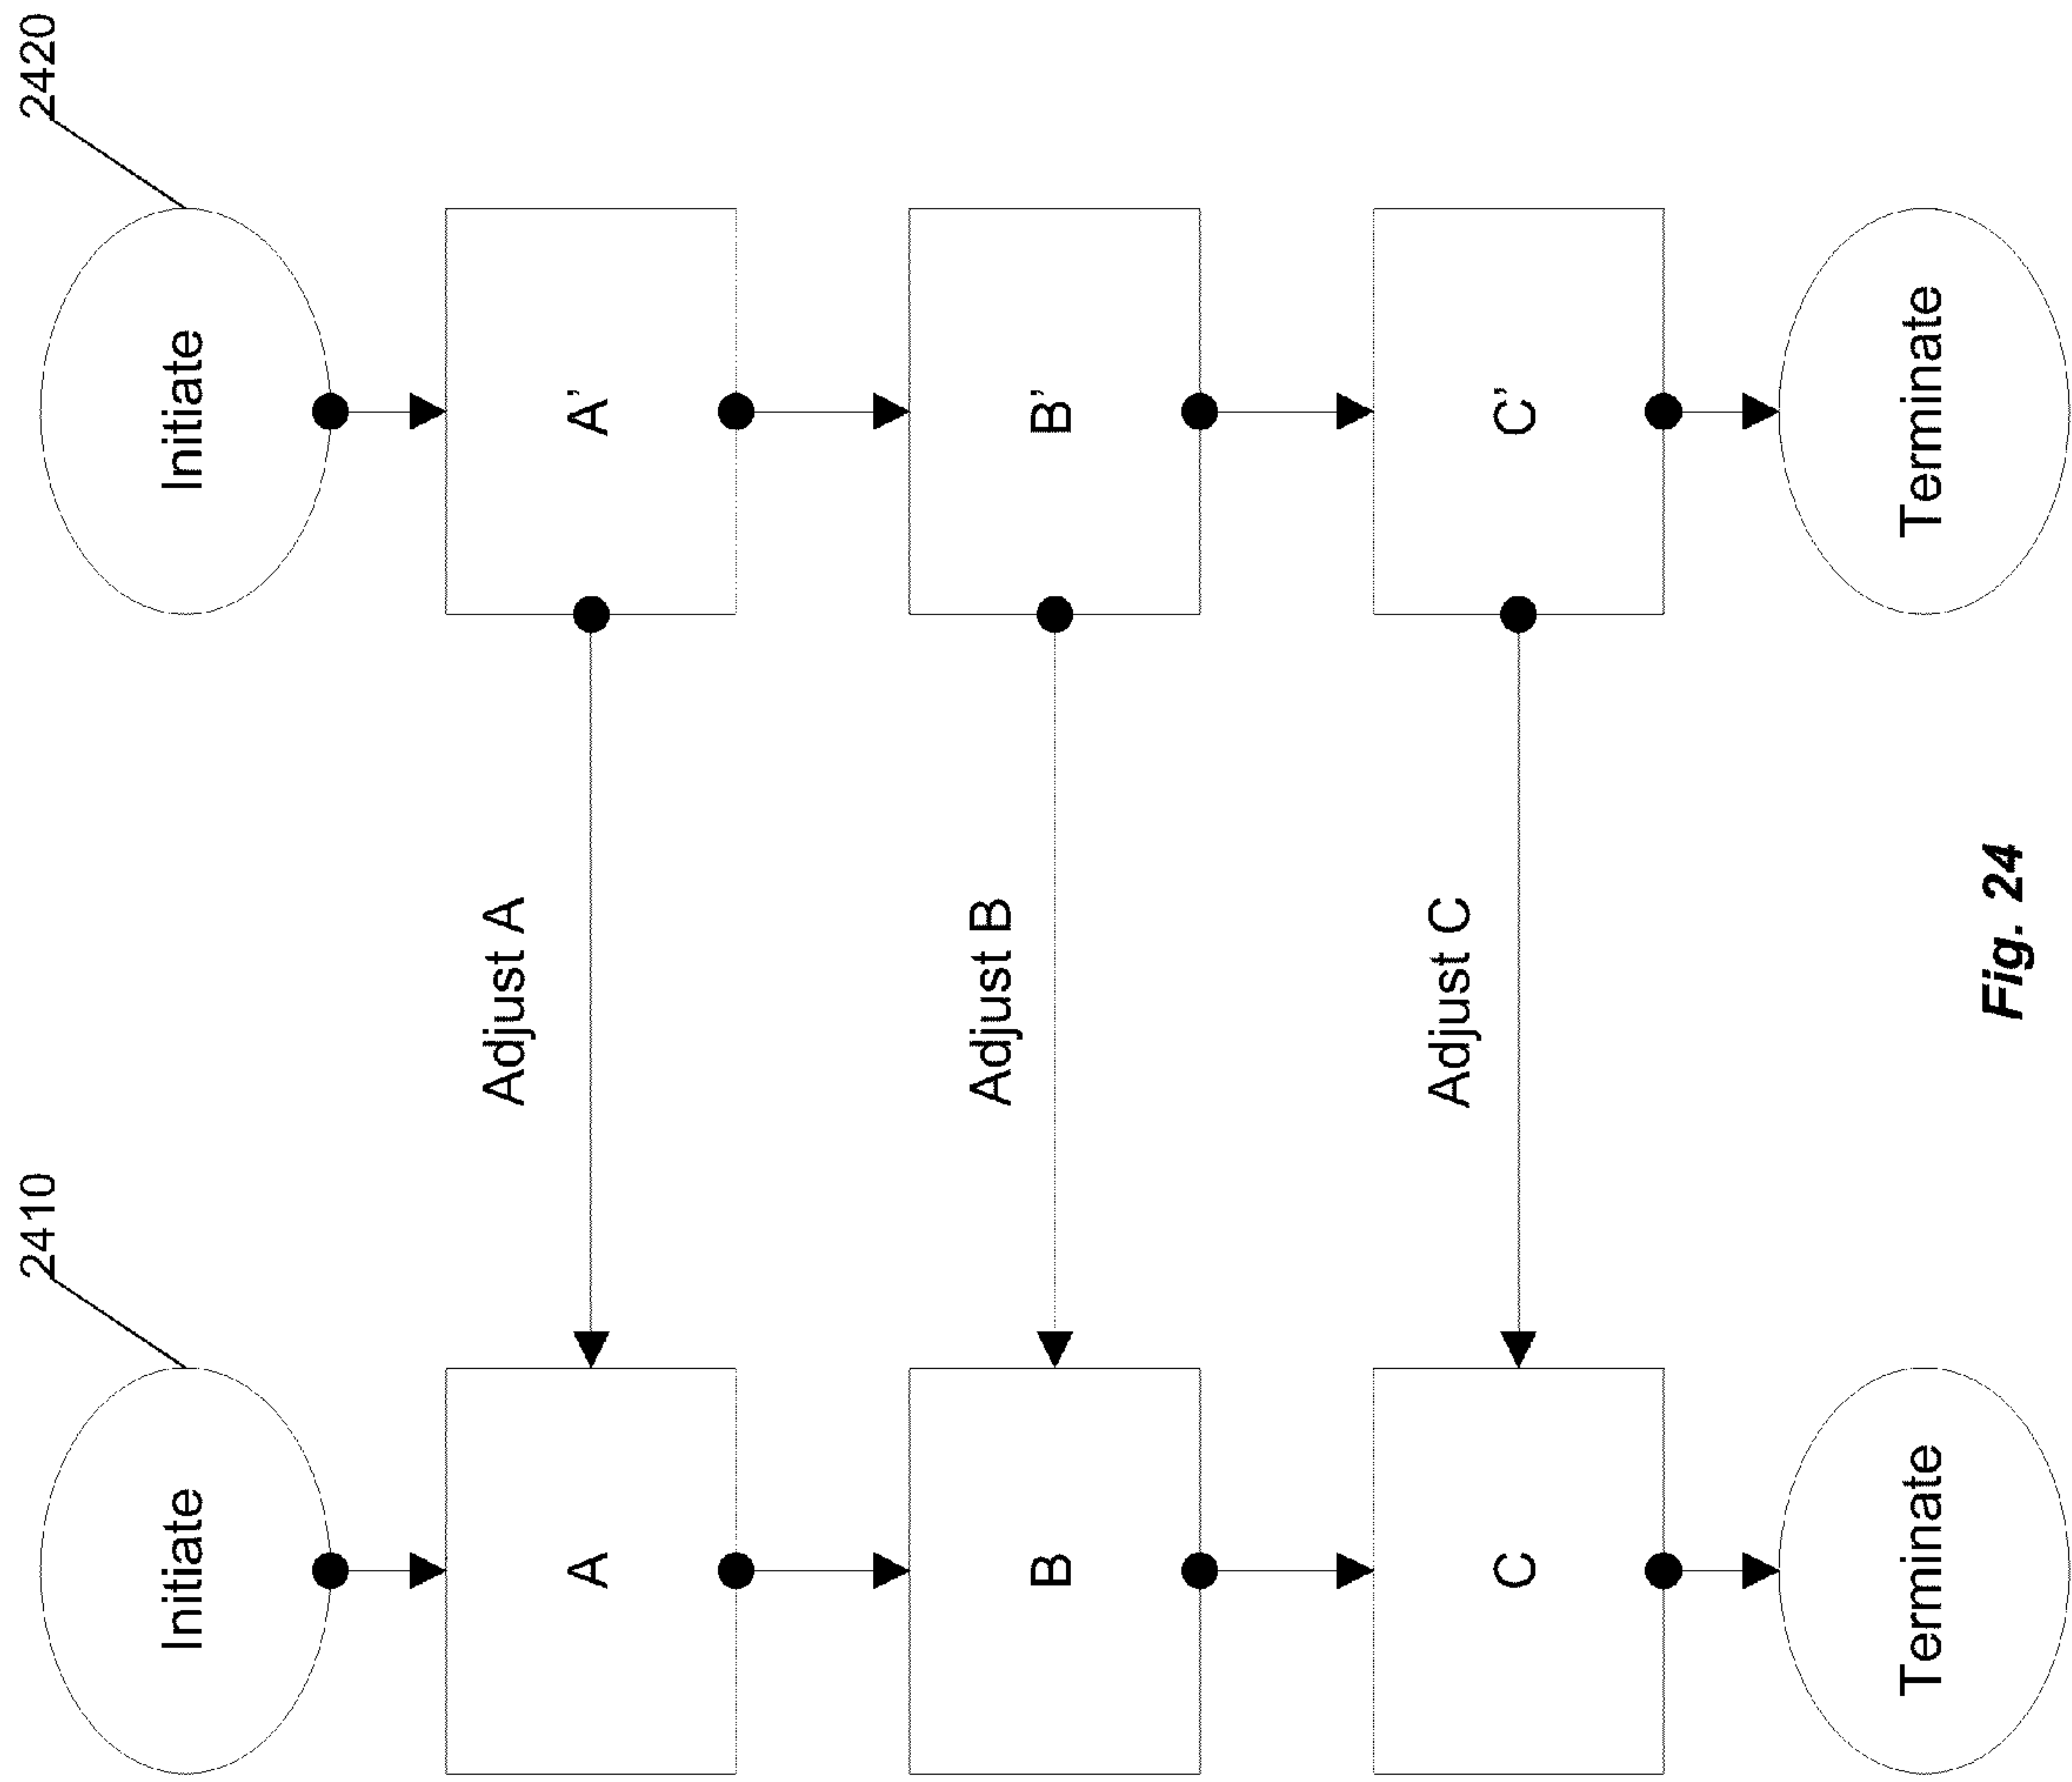 2420
Initiate
A’
B’
C’
Terminate
Adjust A
Adjust B
Adjust C
2410
Initiate
A
B
C
Terminate
Fig. 24